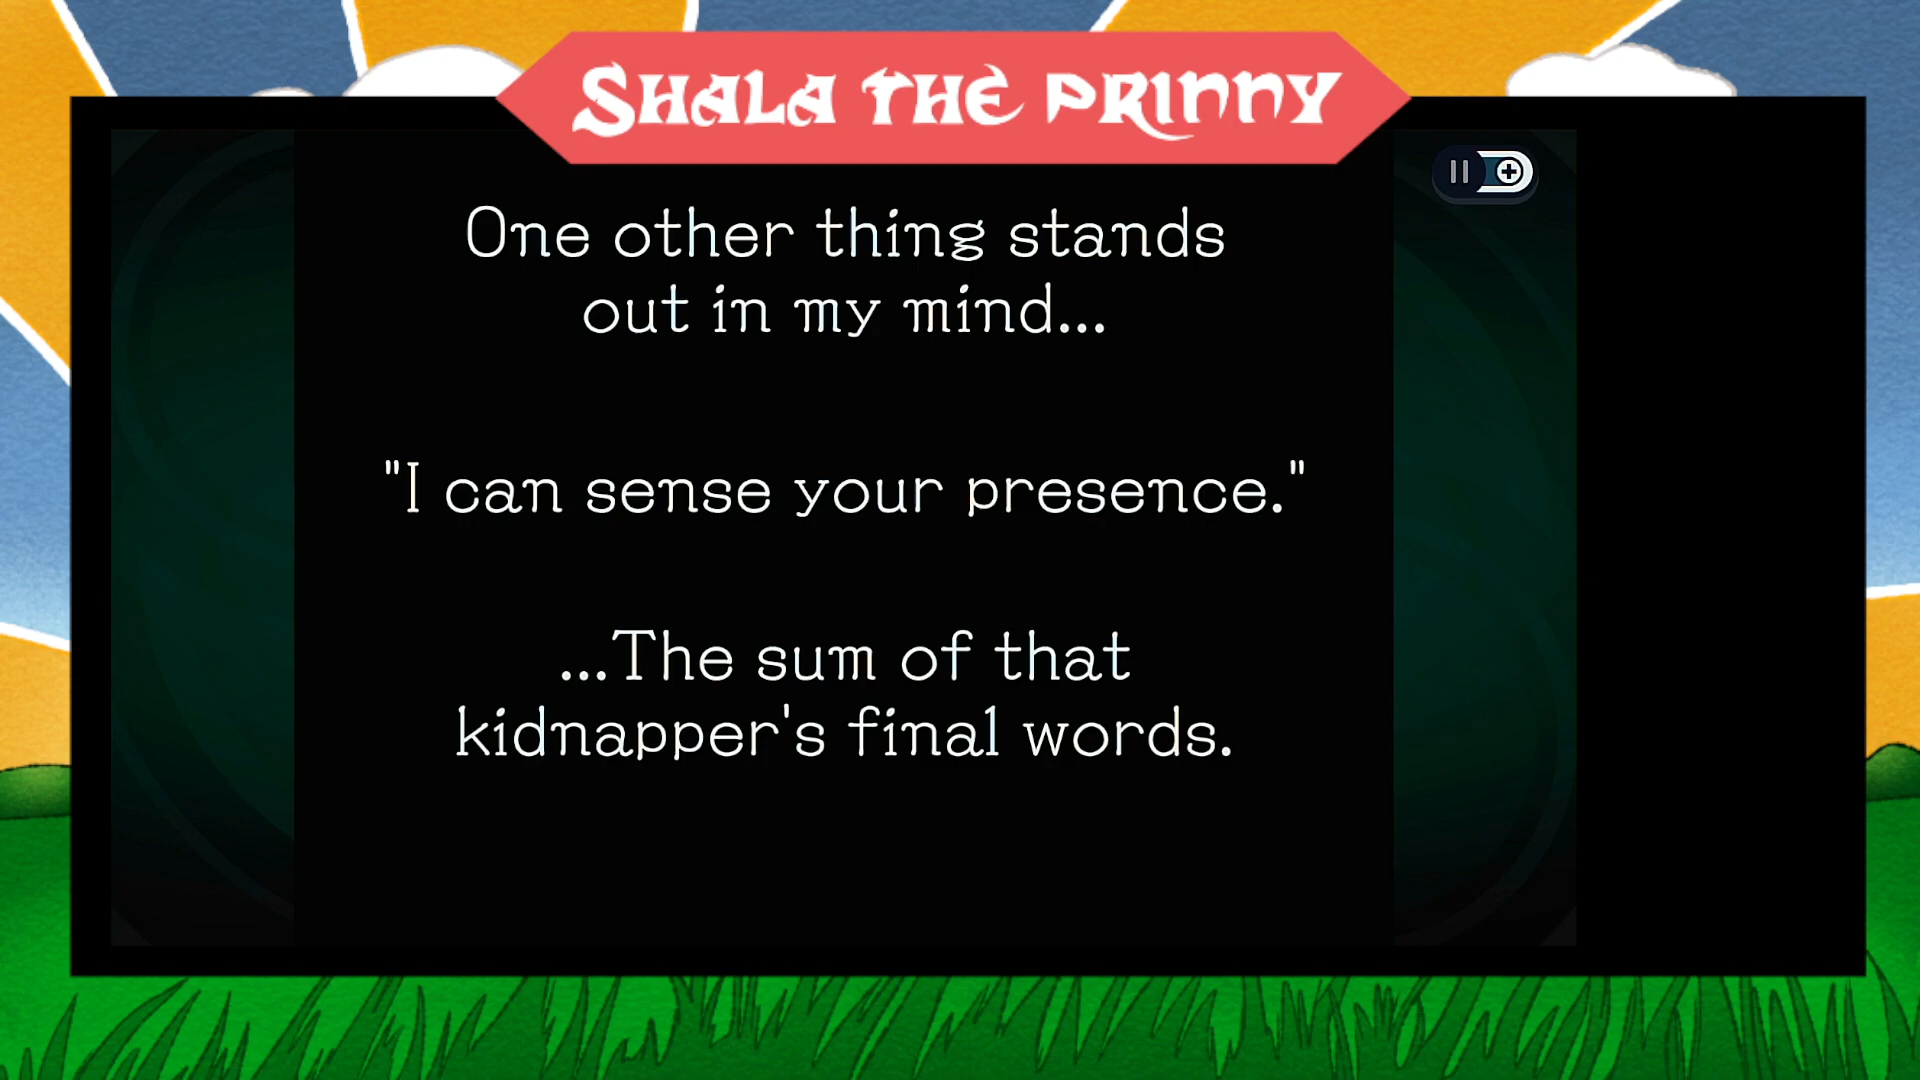 SHALA THE PRINNY
One other thing stands
out in my mind...
"I can sense your presence."
...The sum of that
kidnapper's final words.